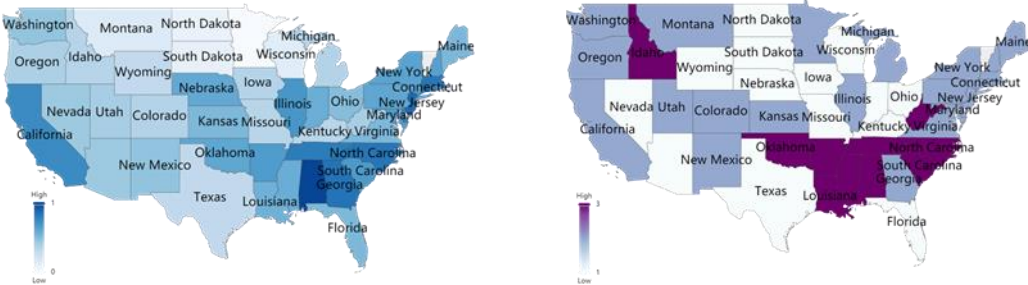 Washington
Montana
North Dakota
Michigan
Maine
Oregon
Idaho
South Dakota
Wisconsin
Wyoming
New York
Iowa
Connecticut
Nebraska
Nevada
Utah
Illinois
Ohio
New Jersey
Maryland
Colorado
Kansas
Missouri
California
Kentucky
Virginia
New Mexico
Oklahoma
North Carolina
South Carolina
Georgia
Texas
Louisiana
Florida
High
1
0
Low
Washington
Montana
North Dakota
Michigan
Maine
Oregon
Idaho
South Dakota
Wisconsin
Wyoming
New York
Iowa
Connecticut
Nebraska
Nevada
Utah
Illinois
Ohio
New Jersey
Maryland
Colorado
Kansas
Missouri
California
Kentucky
Virginia
New Mexico
Oklahoma
North Carolina
South Carolina
Georgia
Texas
Louisiana
Florida
High
3
1
Low